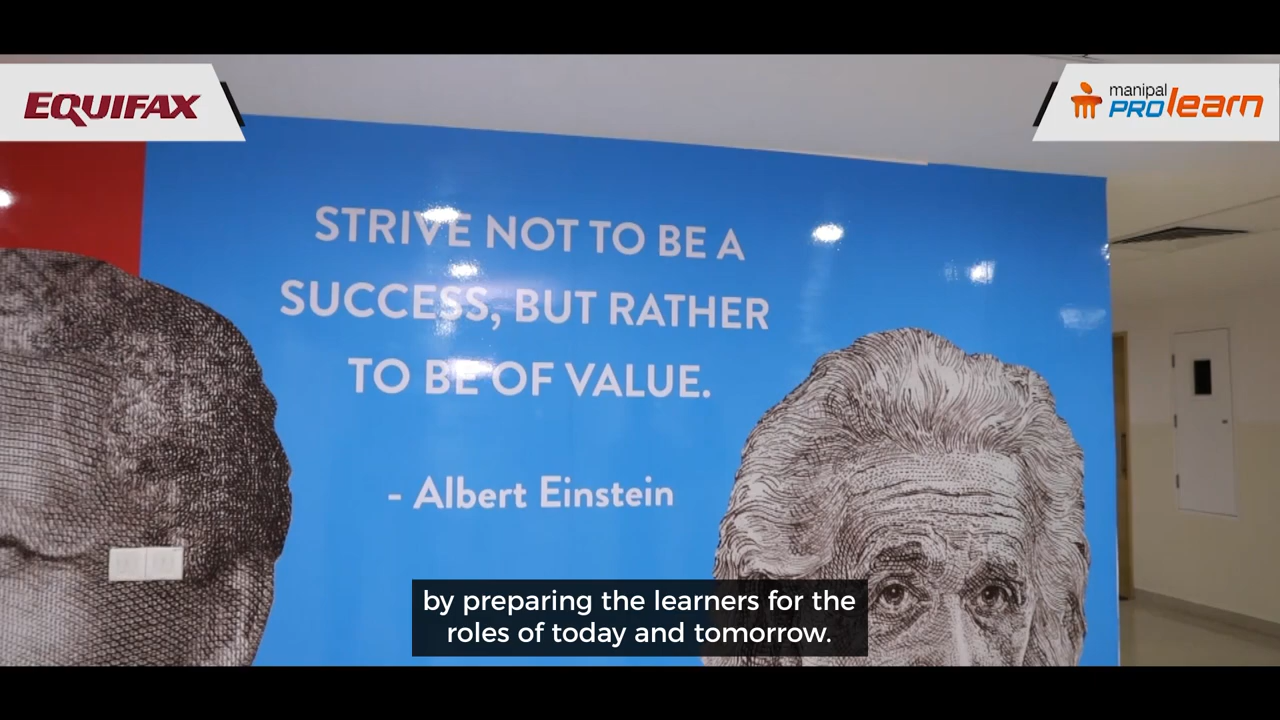 EQUIFAX
manipal
PROlearn
STRIVE NOT TO BE A
SUCCESS, BUT RATHER
TO BE OF VALUE.
- Albert Einstein
by preparing the learners for the
roles of today and tomorrow.